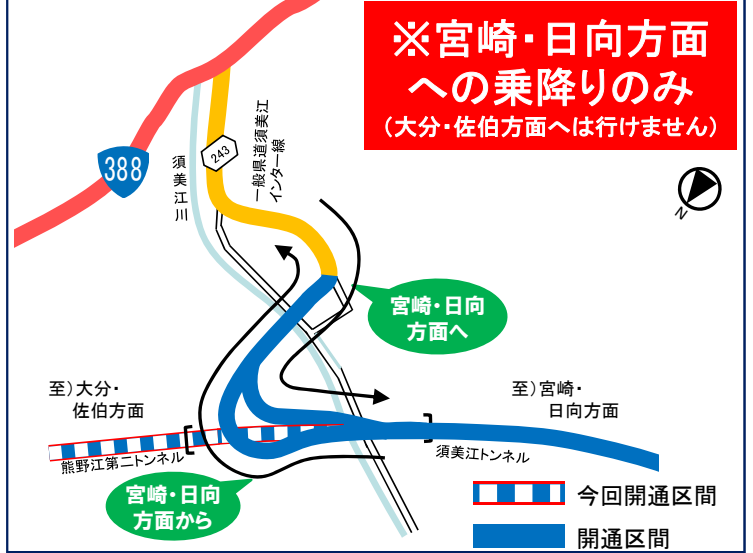 ※宮崎・日向方面
への乗降りのみ
(大分・佐伯方面へは行けません)
388
243
須美江川
一般県道須美江
インター線
N
宮崎・日向
方面へ
至)大分・
佐伯方面
至)宮崎・
日向方面
熊野江第二トンネル
須美江トンネル
宮崎・日向
方面から
今回開通区間
開通区間